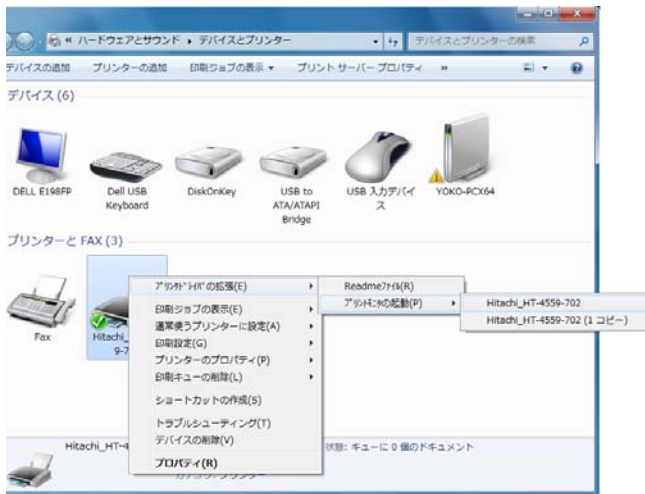 « ハードウェアとサウンド ▸ デバイスとプリンター
デバイスとプリンターの検索
デバイスの追加 プリンターの追加 印刷ジョブの表示 ▼ プリント サーバー プロパティ »
デバイス (6)
DELL E198FP
Dell USB
Keyboard
DiskOnKey
USB to
ATA/ATAPI
Bridge
USB 入力デバイ
ス
YOKO-PCX64
プリンターと FAX (3)
Fax
Hitachi_
9-7
ﾌﾟﾘﾝﾀﾄﾞﾗｲﾊﾞの拡張(E)
印刷ジョブの表示(E)
通常使うプリンターに設定(A)
印刷設定(G)
プリンターのプロパティ(P)
印刷キューの削除(L)
ショートカットの作成(S)
トラブルシューティング(T)
デバイスの削除(V)
プロパティ(R)
Readmeﾌｧｲﾙ(R)
ﾌﾟﾘﾝﾄﾓﾆﾀの起動(P)
Hitachi_HT-4559-702
Hitachi_HT-4559-702 (1 コピー)
Hitachi_HT-4
状態: キューに 0 個のドキュメント